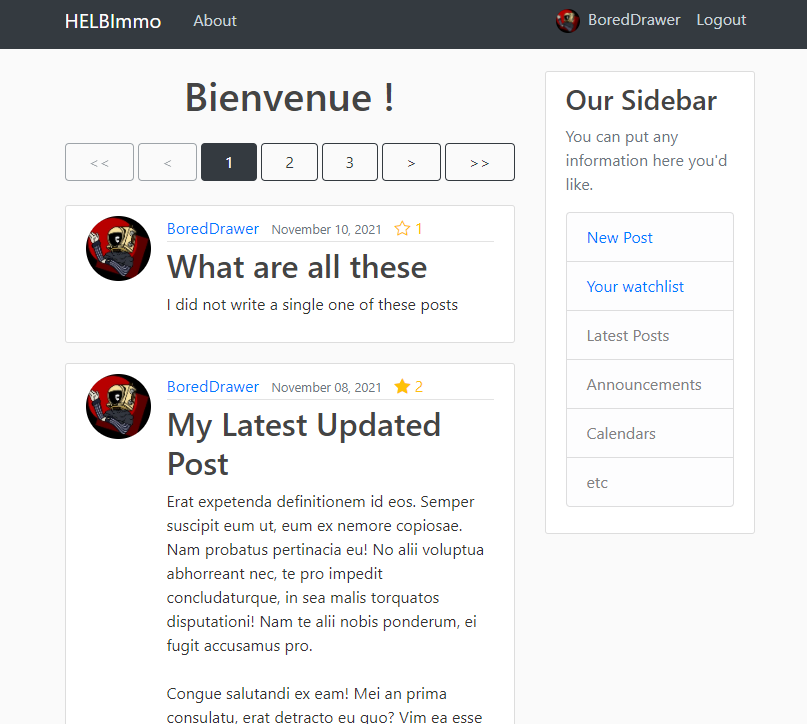 HELBImmo About BoredDrawer Logout
Bienvenue !
<< < 1 2 3 > >>
BoredDrawer November 10, 2021 1
What are all these
I did not write a single one of these posts
BoredDrawer November 08, 2021 2
My Latest Updated
Post
Erat expetenda definitionem id eos. Semper
suscipit eum ut, eum ex nemore copiosae.
Nam probatus pertinacia eu! No alii voluptua
abhorreant nec, te pro impedit
concludaturque, in sea malis torquatos
disputationi! Nam te alii nobis ponderum, ei
fugit accusamus pro.
Congue salutandi ex eam! Mei an prima
consulatu, erat detracto eu quo? Vim ea esse
Our Sidebar
You can put any
information here you'd
like.
New Post
Your watchlist
Latest Posts
Announcements
Calendars
etc